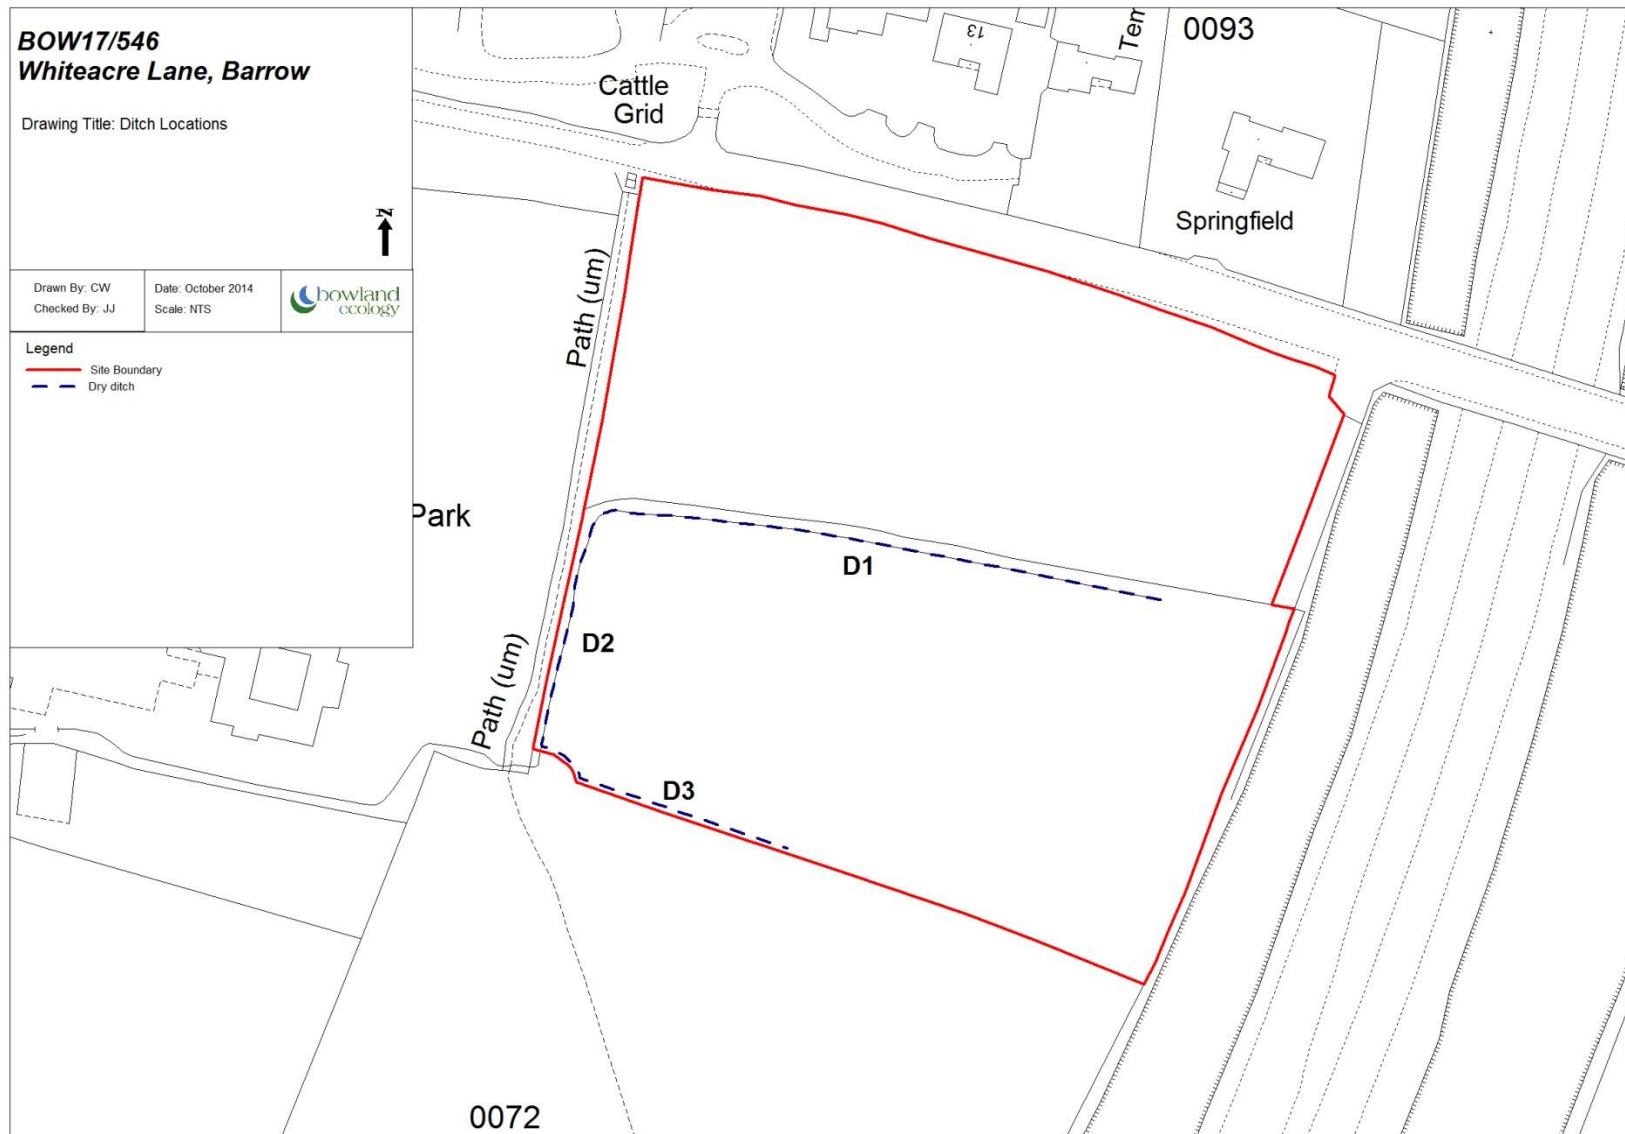 BOW17/546
Whiteacre Lane, Barrow
Drawing Title: Ditch Locations
N
Drawn By: CW
Checked By: JJ
Date: October 2014
Scale: NTS
bowland
ecology
Legend
Site Boundary
Dry ditch
Cattle
Grid
13
Tem
0093
Springfield
Path (um)
Park
D1
D2
Path (um)
D3
0072